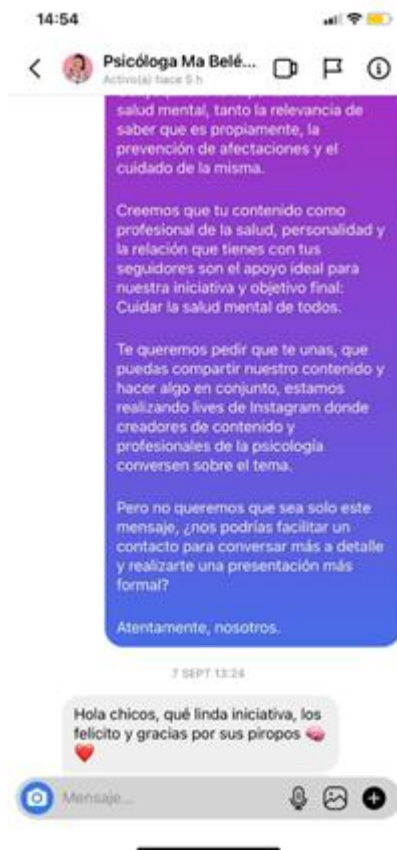 14:54
Psicóloga Ma Belé...
Activo(a) hace 5 h
salud mental, tanto la relevancia de
saber que es propiamente, la
prevención de afectaciones y el
cuidado de la misma.
Creemos que tu contenido como
profesional de la salud, personalidad y
la relación que tienes con tus
seguidores son el apoyo ideal para
nuestra iniciativa y objetivo final:
Cuidar la salud mental de todos.
Te queremos pedir que te unas, que
puedas compartir nuestro contenido y
hacer algo en conjunto, estamos
realizando lives de Instagram donde
creadores de contenido y
profesionales de la psicología
conversen sobre el tema.
Pero no queremos que sea solo este
mensaje, ¿nos podrías facilitar un
contacto para conversar más a detalle
y realizarte una presentación más
formal?
Atentamente, nosotros.
7 SEPT 13:24
Hola chicos, qué linda iniciativa, los
felicito y gracias por sus piropos 🧠
❤️
Mensaje...